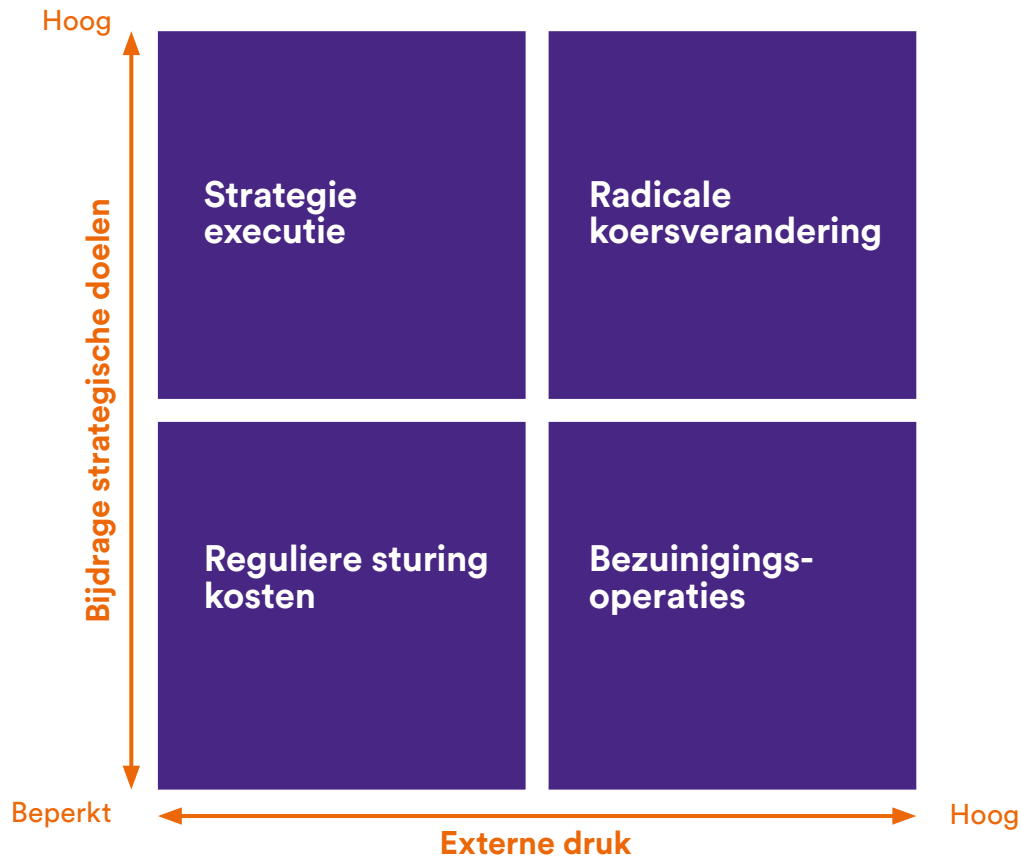 Hoog
Strategie
executie
Radicale
koersverandering
Bijdrage strategische doelen
Reguliere sturing
kosten
Bezuinigings-
operaties
Beperkt
Hoog
Externe druk